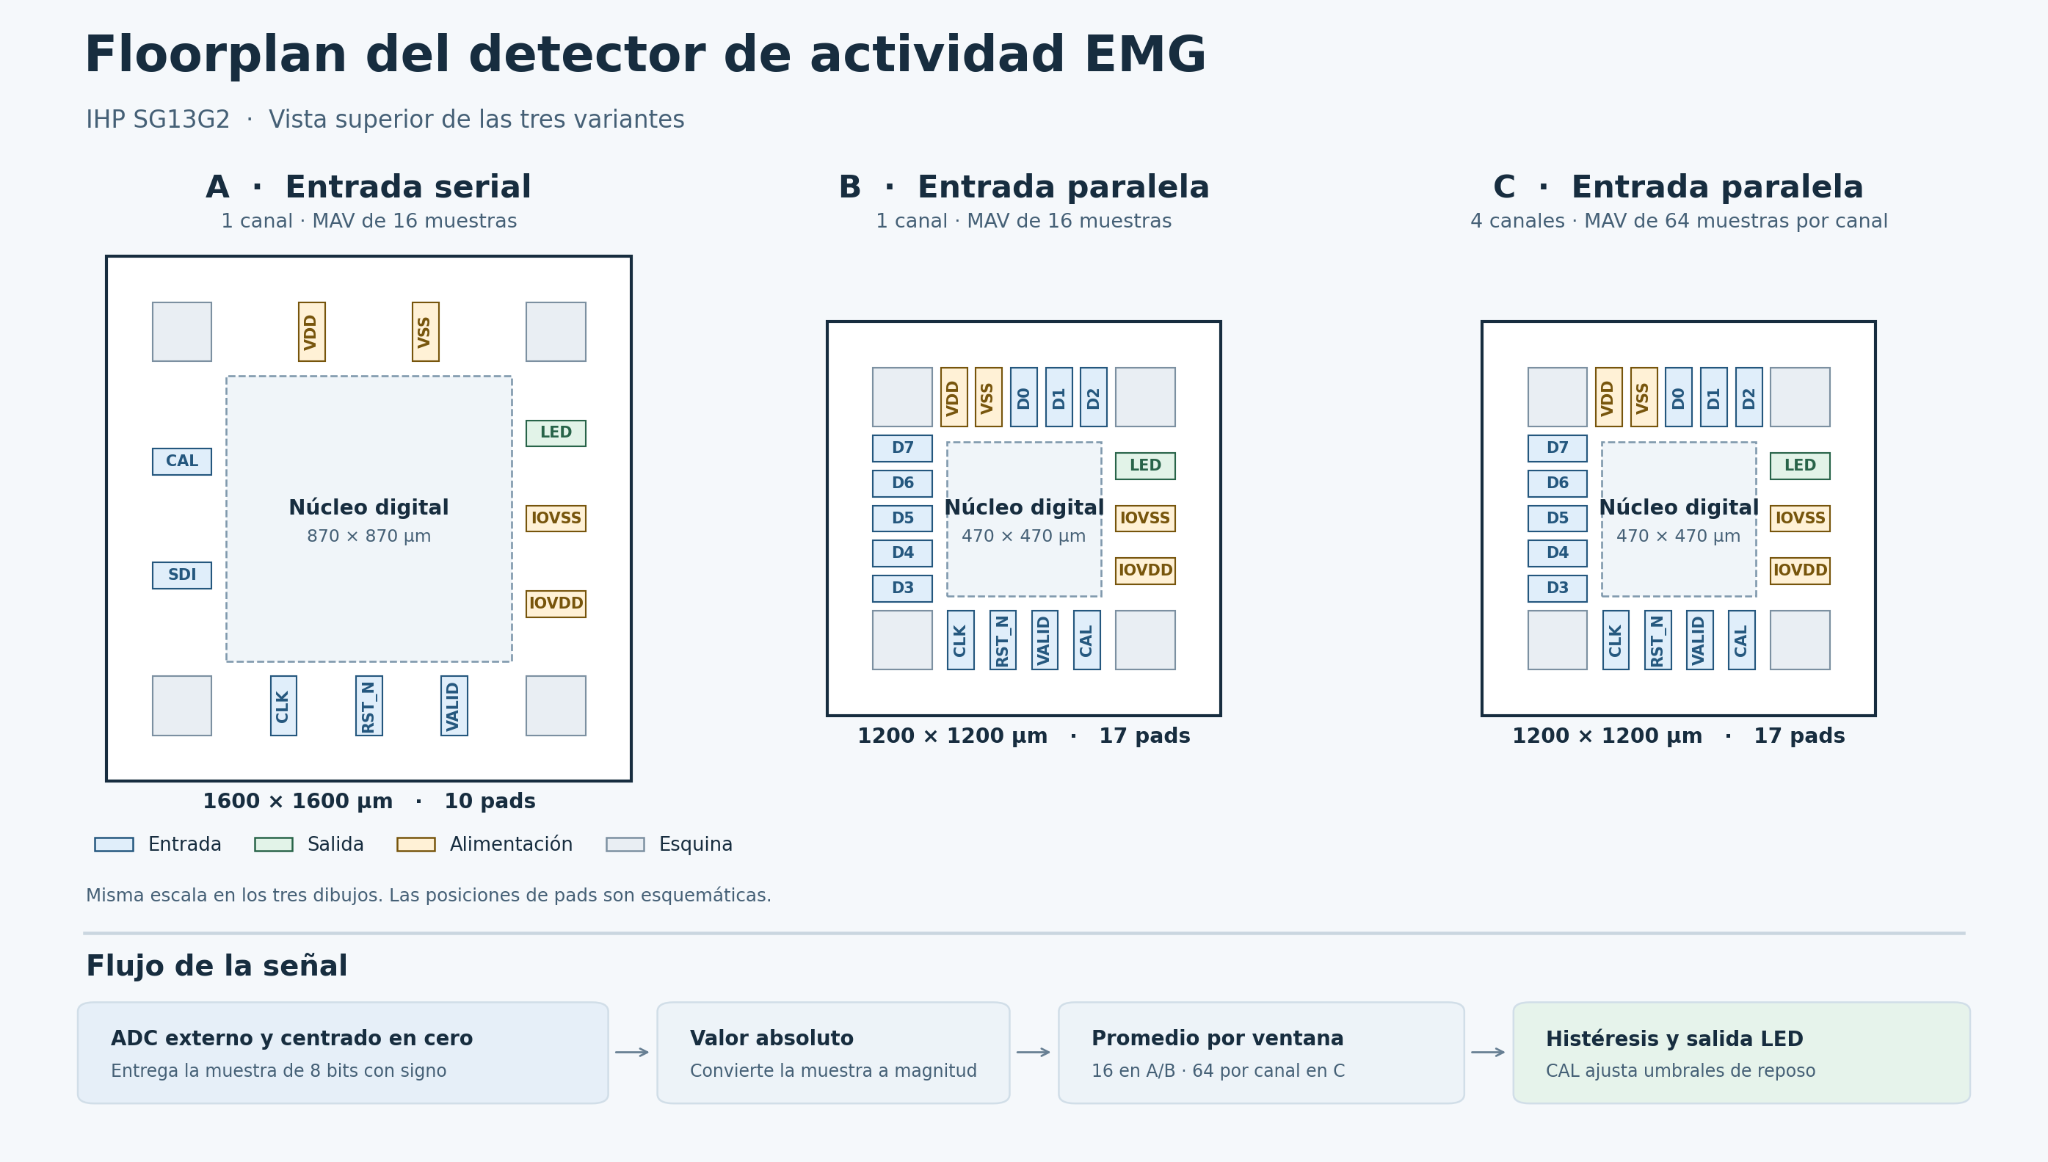 Floorplan del detector de actividad EMG
IHP SG13G2 · Vista superior de las tres variantes
A · Entrada serial
1 canal · MAV de 16 muestras
VDD
VSS
CAL
SDI
Núcleo digital
870 × 870 µm
LED
IOVSS
IOVDD
CLK
RST_N
VALID
1600 × 1600 µm · 10 pads
B · Entrada paralela
1 canal · MAV de 16 muestras
VDD
VSS
D0
D1
D2
D7
D6
D5
D4
D3
Núcleo digital
470 × 470 µm
LED
IOVSS
IOVDD
CLK
RST_N
VALID
CAL
1200 × 1200 µm · 17 pads
C · Entrada paralela
4 canales · MAV de 64 muestras por canal
VDD
VSS
D0
D1
D2
D7
D6
D5
D4
D3
Núcleo digital
470 × 470 µm
LED
IOVSS
IOVDD
CLK
RST_N
VALID
CAL
1200 × 1200 µm · 17 pads
Entrada
Salida
Alimentación
Esquina
Misma escala en los tres dibujos. Las posiciones de pads son esquemáticas.
Flujo de la señal
ADC externo y centrado en cero
Entrega la muestra de 8 bits con signo
Valor absoluto
Convierte la muestra a magnitud
Promedio por ventana
16 en A/B · 64 por canal en C
Histéresis y salida LED
CAL ajusta umbrales de reposo